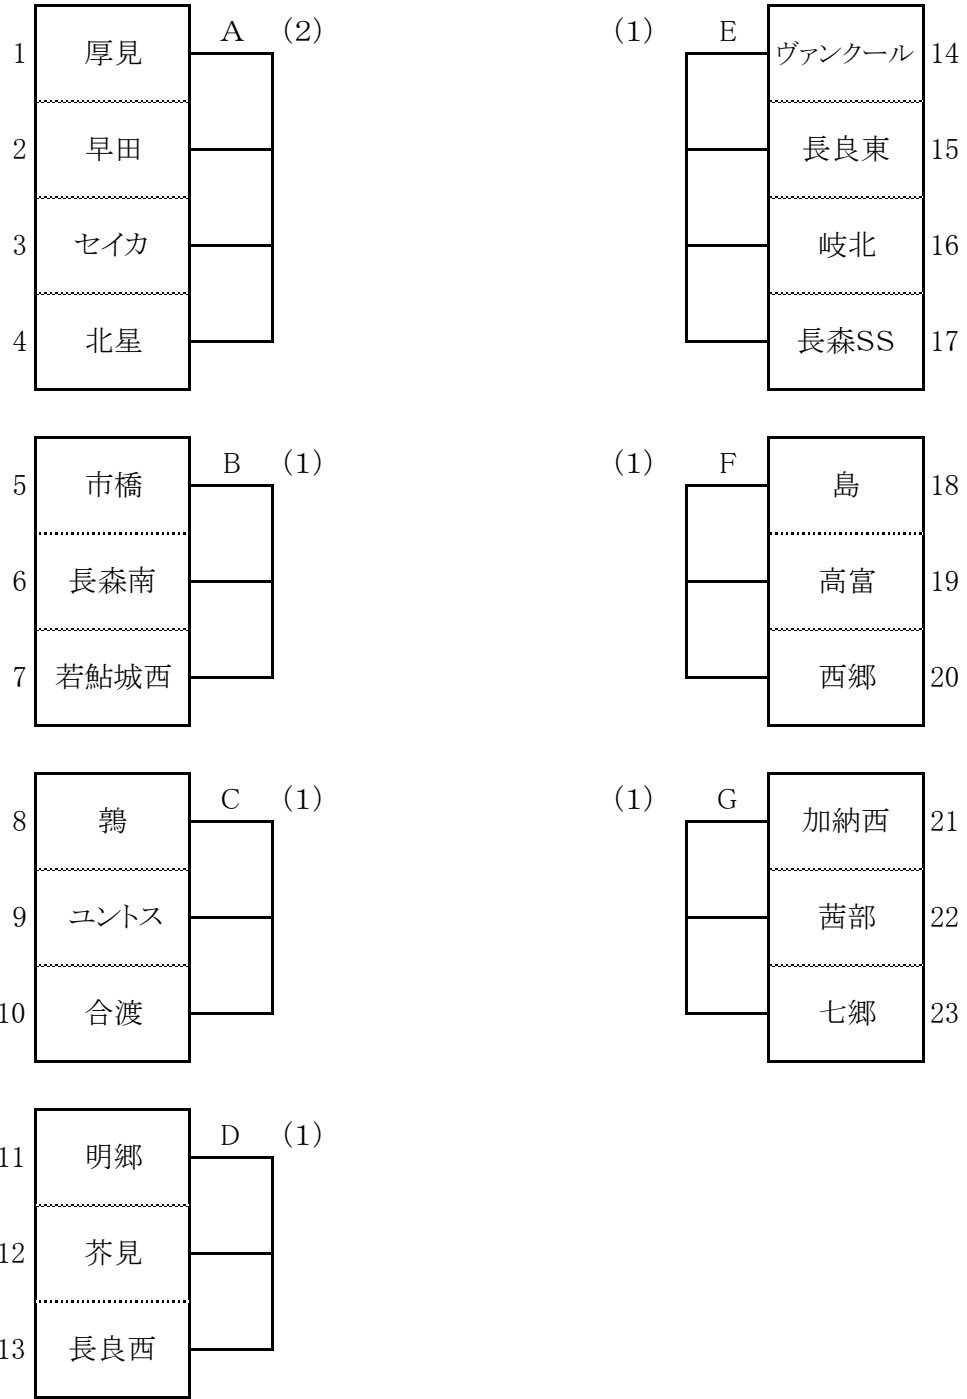 A (2)
1 厚見
2 早田
3 セイカ
4 北星
B (1)
5 市橋
6 長森南
7 若鮎城西
C (1)
8 鶉
9 ユントス
10 合渡
D (1)
11 明郷
12 芥見
13 長良西
(1) E
ヴァンクール 14
長良東 15
岐北 16
長森SS 17
(1) F
島 18
高富 19
西郷 20
(1) G
加納西 21
茜部 22
七郷 23